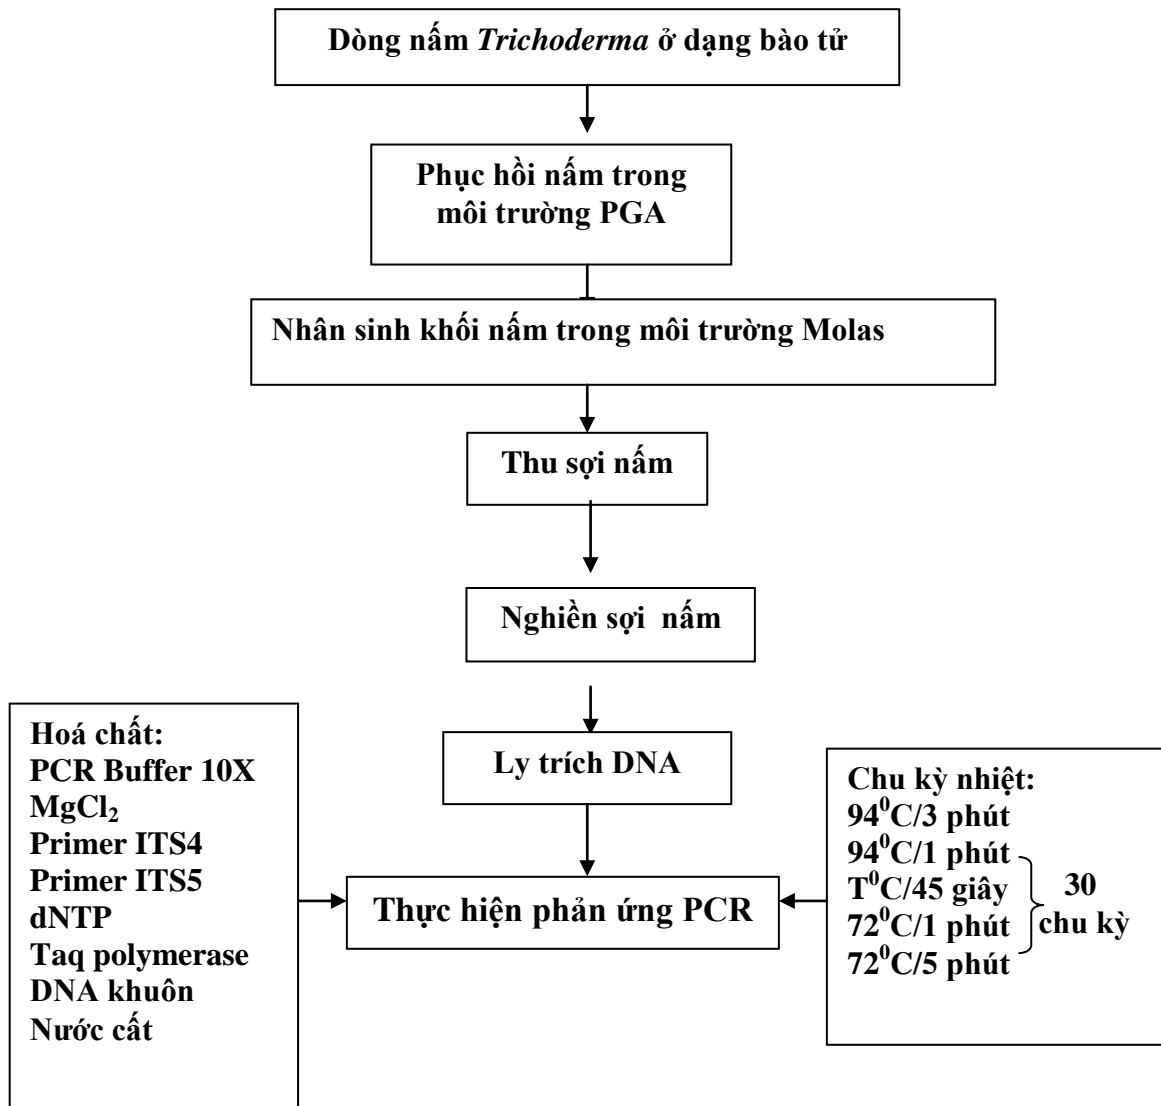 Dòng nấm Trichoderma ở dạng bào tử
Phục hồi nấm trong
môi trường PGA
Nhân sinh khối nấm trong môi trường Molas
Thu sợi nấm
Nghiền sợi nấm
Ly trích DNA
Thực hiện phản ứng PCR
Hoá chất:
PCR Buffer 10X
MgCl₂
Primer ITS4
Primer ITS5
dNTP
Taq polymerase
DNA khuôn
Nước cất
Chu kỳ nhiệt:
94⁰C/3 phút
94⁰C/1 phút
T⁰C/45 giây
72⁰C/1 phút
72⁰C/5 phút
30
chu kỳ